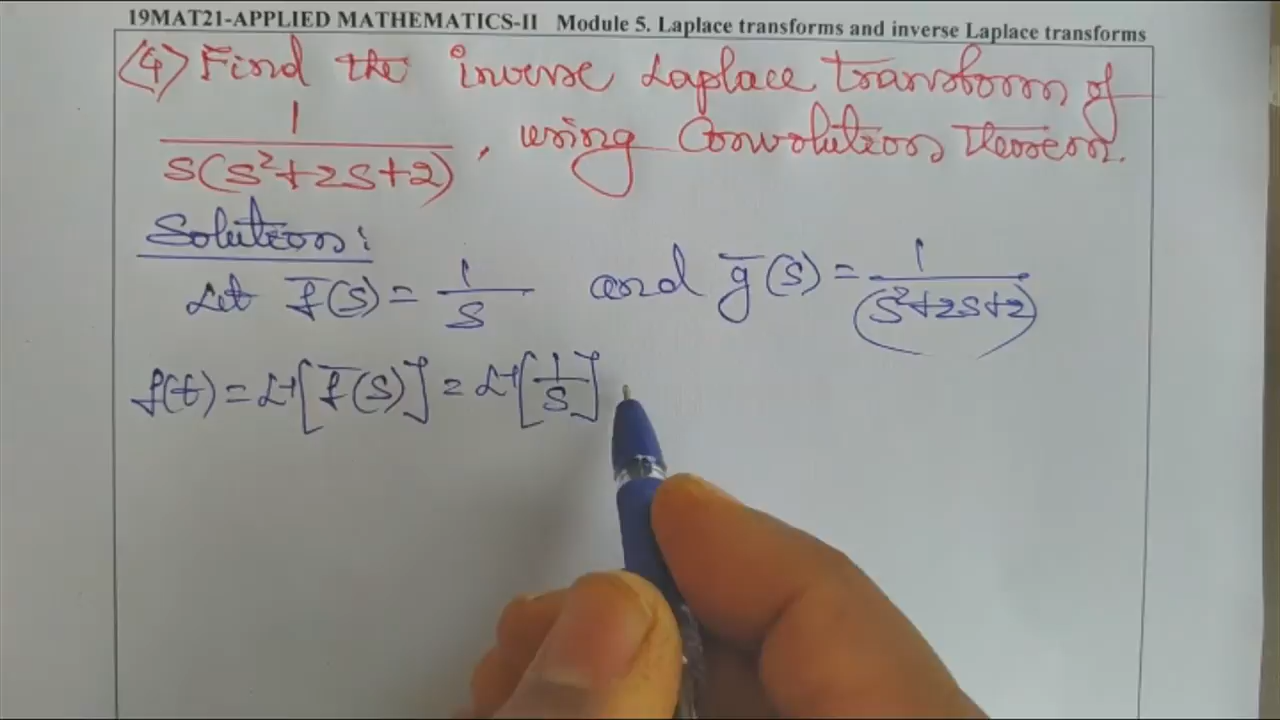 19MAT21-APPLIED MATHEMATICS-II Module 5. Laplace transforms and inverse Laplace transforms
(4) Find the inverse Laplace transform of
1/(s(s²+2s+2)), using Convolution theorem.
Solution:
Let f̅(s) = 1/s and g̅(s) = 1/(s²+2s+2)
f(t) = L⁻¹[f̅(s)] = L⁻¹[1/s]